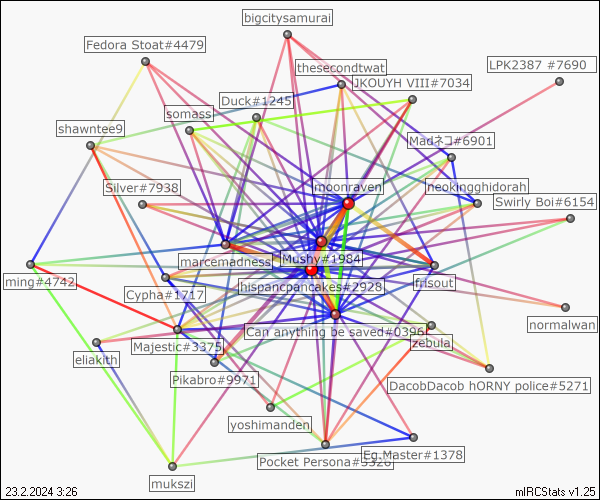 bigcitysamurai
Fedora Stoat#4479
thesecondtwat
LPK2387 #7690
JKOUYH VIII#7034
Duck#1245
somass
shawntee9
Madネコ#6901
Silver#7938
moonraven
neokingghidorah
Swirly Boi#6154
marcemadness
Mushy#1984
ming#4742
Cypha#1717
hispancpancakes#2928
frisout
normalwan
Can anything be saved#0396
zebula
Majestic#3375
eliakith
Pikabro#9971
DacobDacob hORNY police#5271
yoshimanden
Pocket Persona#3328
Eg.Master#1378
mukszi
23.2.2024 3:26
mIRCStats v1.25